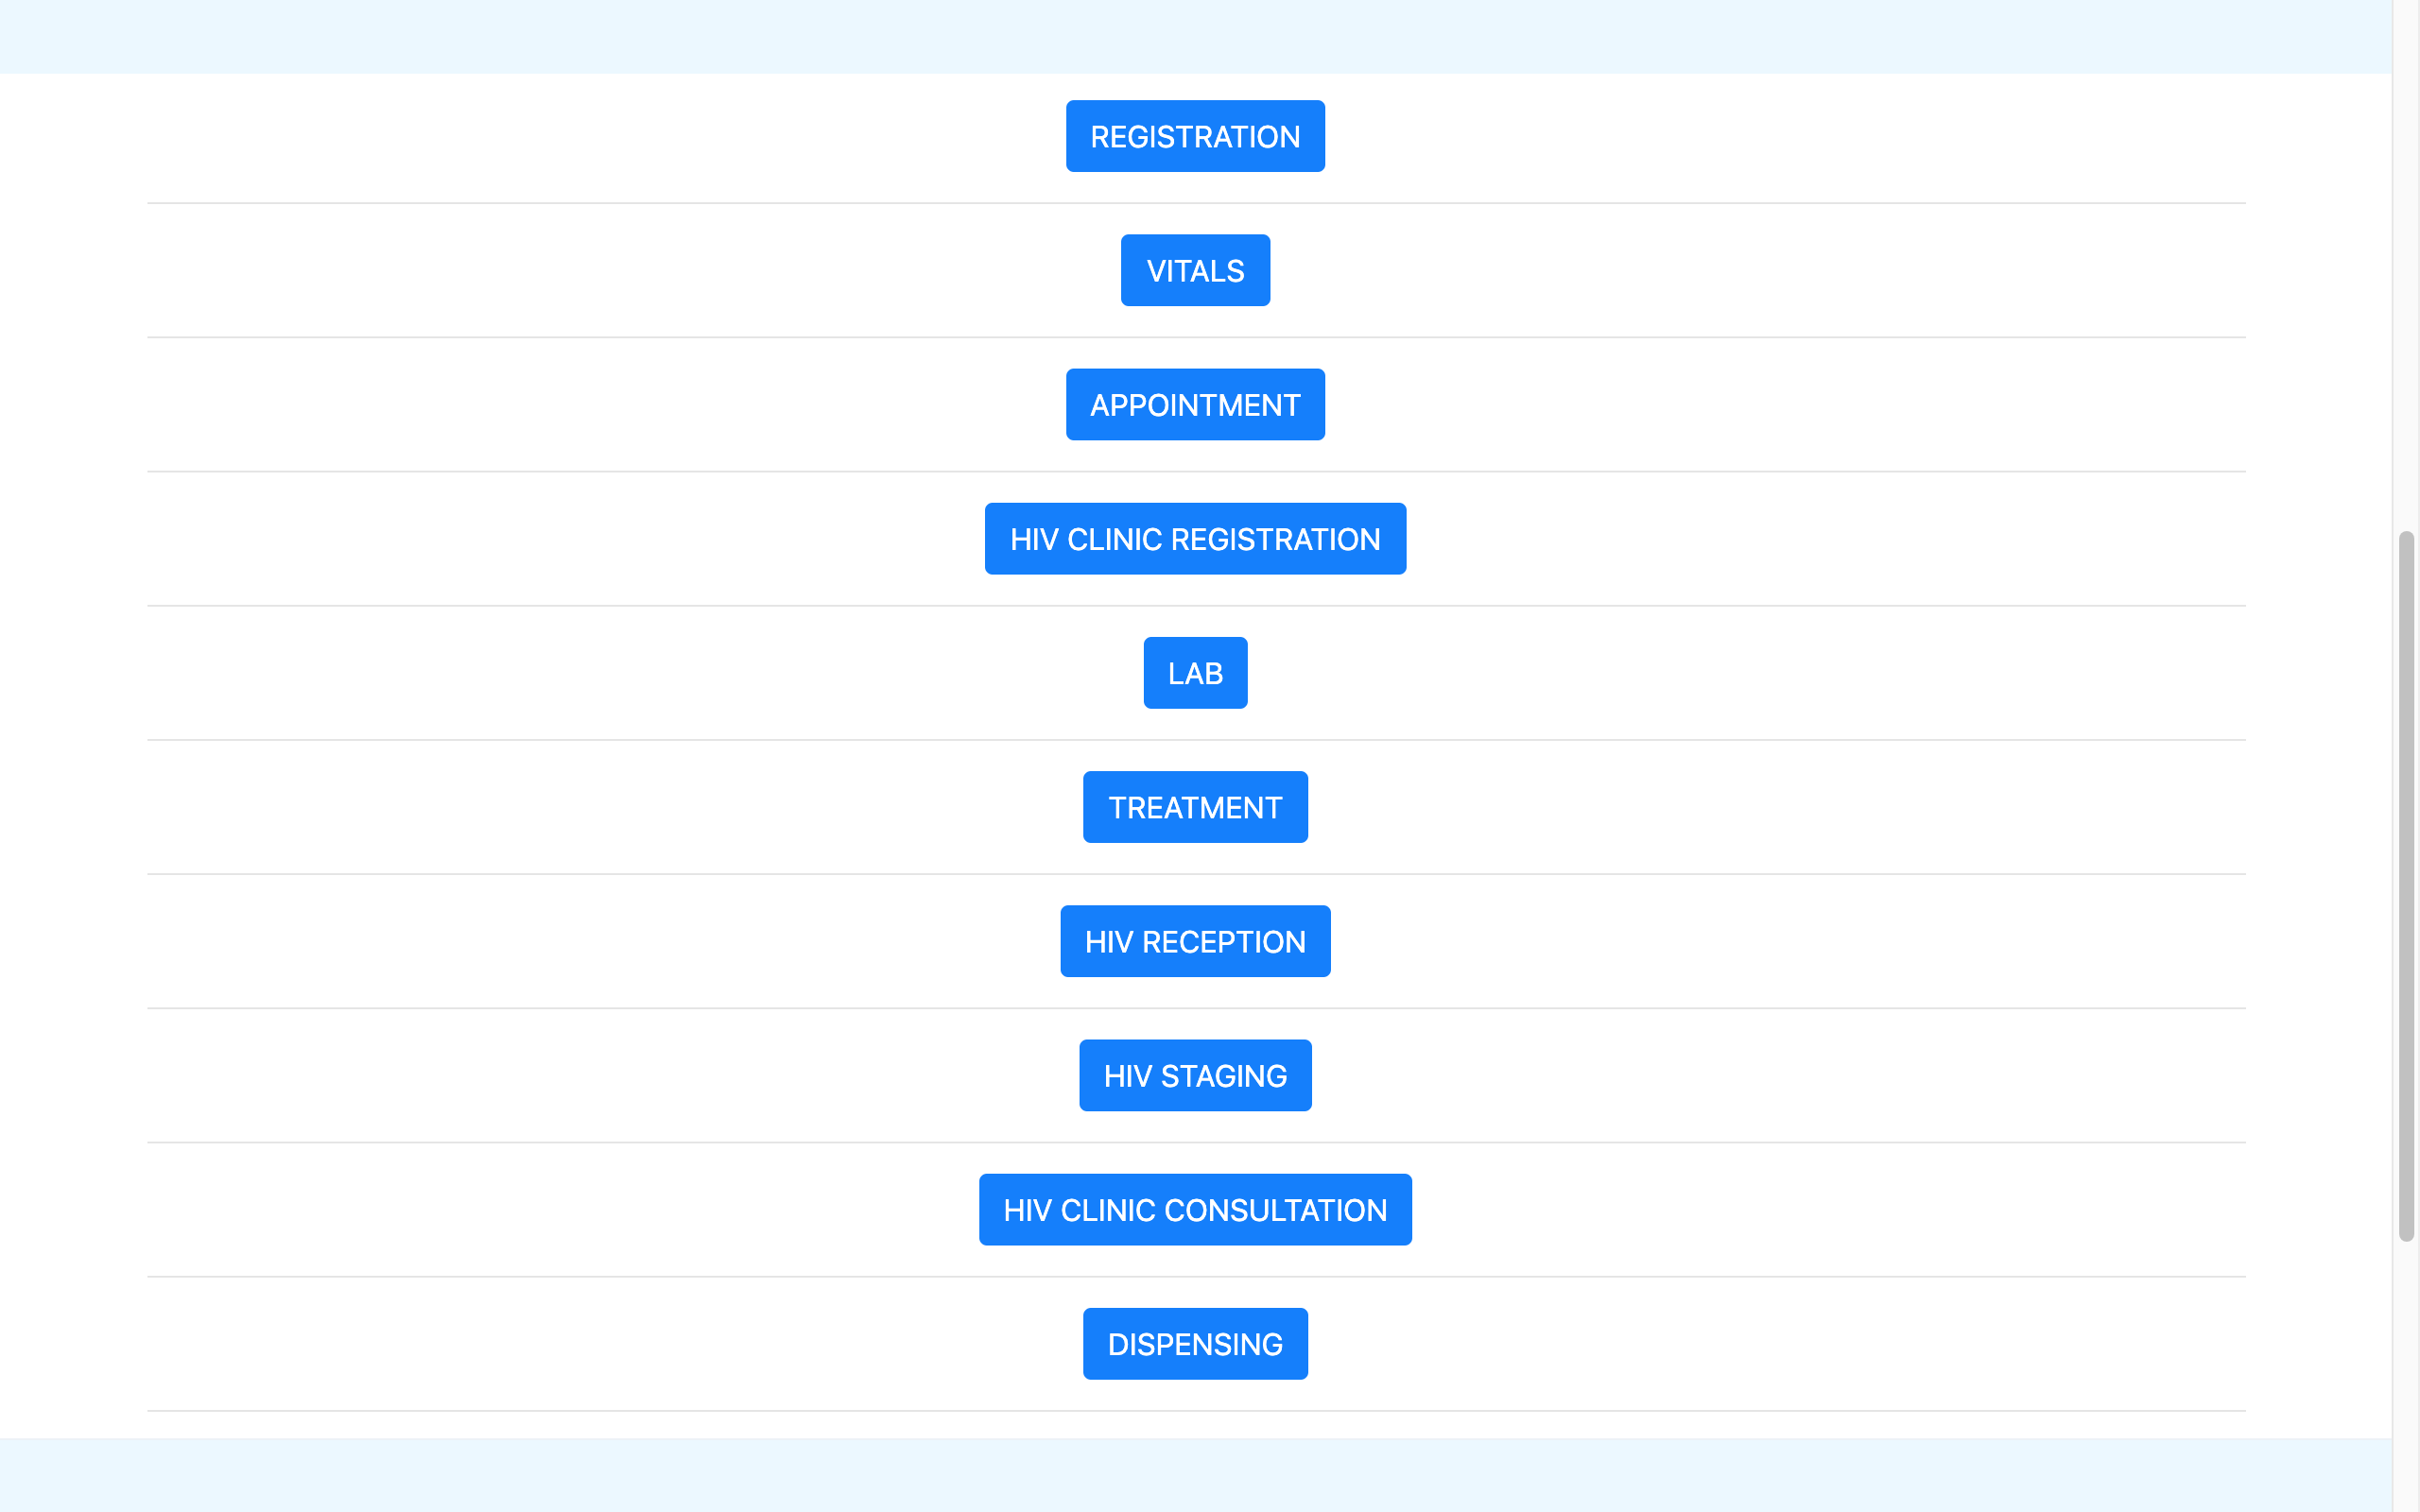 REGISTRATION
VITALS
APPOINTMENT
HIV CLINIC REGISTRATION
LAB
TREATMENT
HIV RECEPTION
HIV STAGING
HIV CLINIC CONSULTATION
DISPENSING